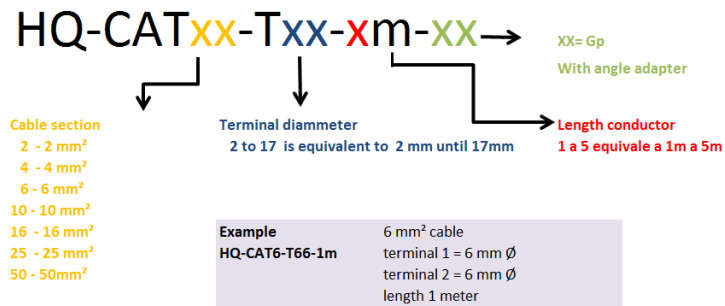 HQ-CATxx-Txx-xm-xx
XX= Gp
With angle adapter
Cable section
2 - 2 mm²
4 - 4 mm²
6 - 6 mm²
10 - 10 mm²
16 - 16 mm²
25 - 25 mm²
50 - 50mm²
Terminal diammeter
2 to 17 is equivalent to 2 mm until 17mm
Length conductor
1 a 5 equivale a 1m a 5m
Example 6 mm² cable
HQ-CAT6-T66-1m terminal 1 = 6 mm Ø
terminal 2 = 6 mm Ø
length 1 meter